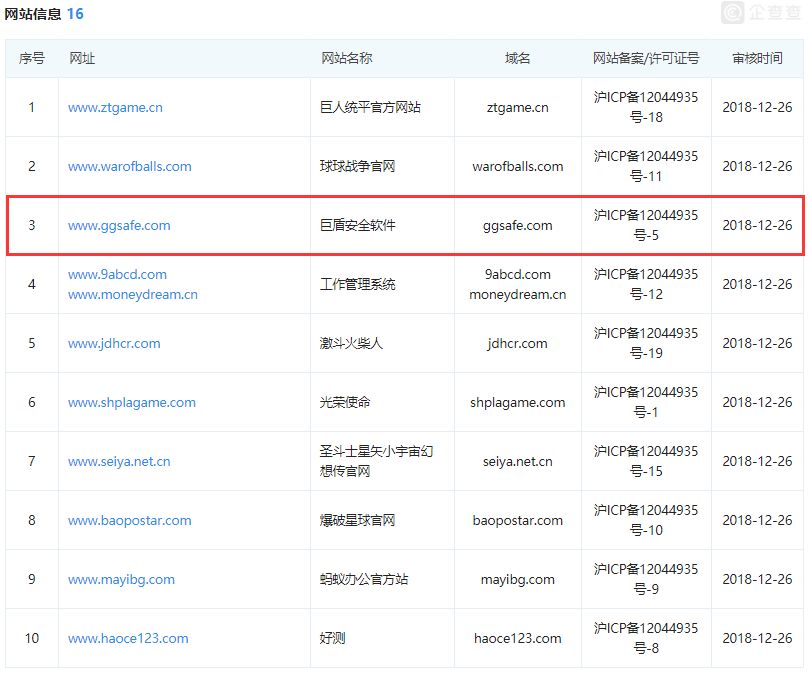 网站信息 16
企查查
序号 网址 网站名称 域名 网站备案/许可证号 审核时间
1 www.ztgame.cn 巨人统平官方网站 ztgame.cn 沪ICP备12044935
号-18 2018-12-26
2 www.warofballs.com 球球战争官网 warofballs.com 沪ICP备12044935
号-11 2018-12-26
3 www.ggsafe.com 巨盾安全软件 ggsafe.com 沪ICP备12044935
号-5 2018-12-26
4 www.9abcd.com 工作管理系统 9abcd.com 沪ICP备12044935
www.moneydream.cn moneydream.cn 号-12 2018-12-26
5 www.jdhcr.com 激斗火柴人 jdhcr.com 沪ICP备12044935
号-19 2018-12-26
6 www.shplagame.com 光荣使命 shplagame.com 沪ICP备12044935
号-1 2018-12-26
7 www.seiya.net.cn 圣斗士星矢小宇宙幻 seiya.net.cn 沪ICP备12044935
想传官网 号-15 2018-12-26
8 www.baopostar.com 爆破星球官网 baopostar.com 沪ICP备12044935
号-10 2018-12-26
9 www.mayibg.com 蚂蚁办公官方站 mayibg.com 沪ICP备12044935
号-9 2018-12-26
10 www.haoce123.com 好测 haoce123.com 沪ICP备12044935
号-8 2018-12-26